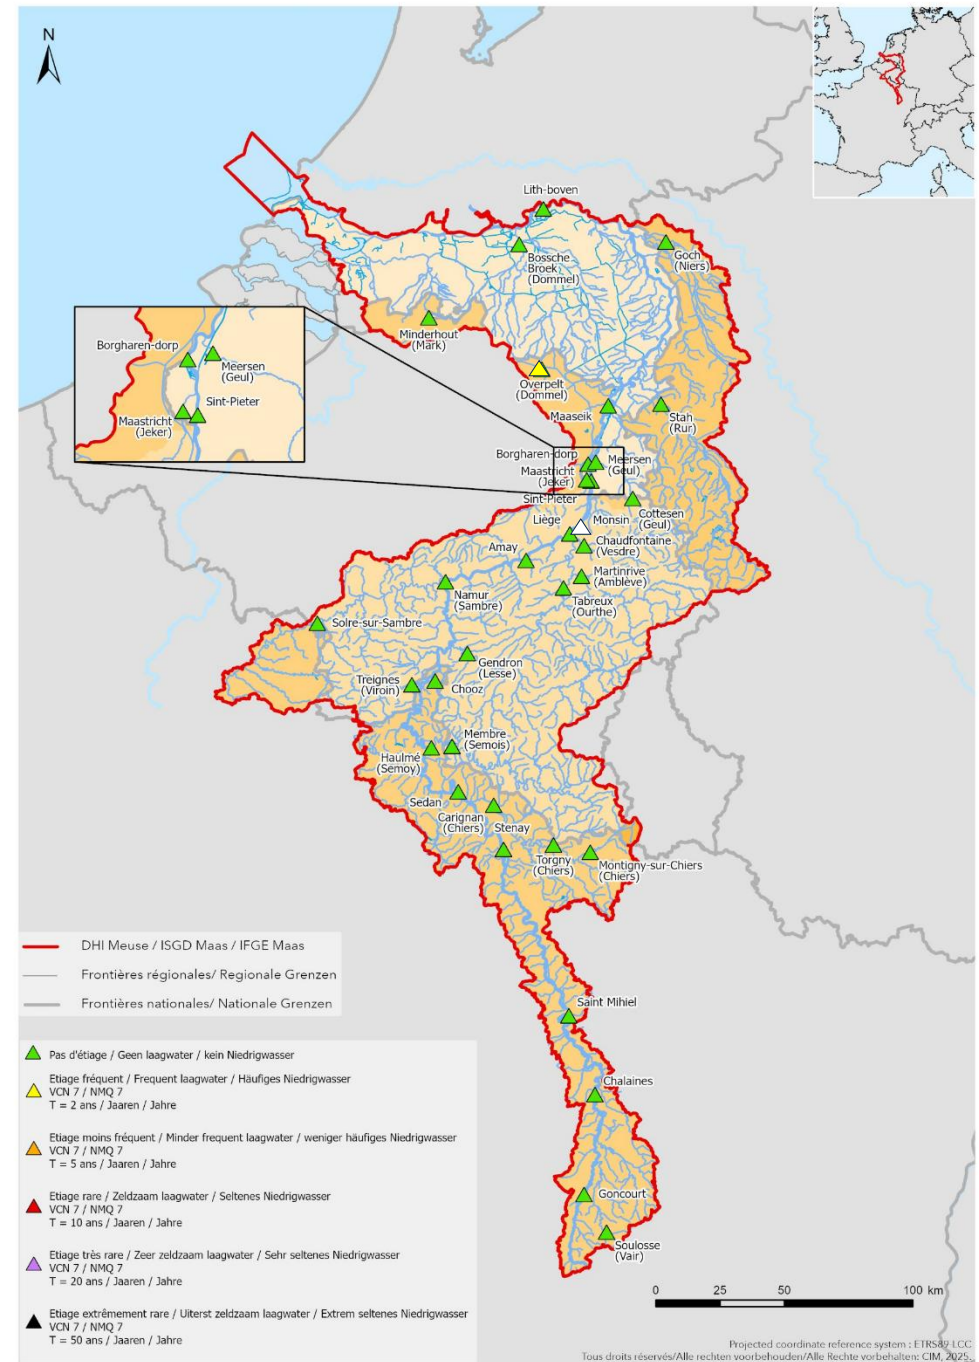 N
Lith-boven
Bossche
Broek
(Dommel)
Goch
(Niers)
Minderhout
(Mark)
Overpelt
(Dommel)
Maaseik
Stah
(Rur)
Borgharen-dorp
Meersen
(Geul)
Sint-Pieter
Maastricht
(Jeker)
Borgharen-dorp
Meersen
(Geul)
Maastricht
(Jeker)
Sint-Pieter
Cottesen
(Geul)
Liège
Monsin
Chaudfontaine
(Vesdre)
Amay
Martinrive
(Amblève)
Tabreux
(Ourthe)
Namur
(Sambre)
Solre-sur-Sambre
Gendron
(Lesse)
Treignes
(Viroin)
Chooz
Membre
(Semois)
Haulmé
(Semoy)
Sedan
Carignan
(Chiers)
Stenay
Torgny
(Chiers)
Montigny-sur-Chiers
(Chiers)
Saint Mihiel
Chalaines
Goncourt
Soulosse
(Vair)
DHI Meuse / ISGD Maas / IFGE Maas
Frontières régionales/ Regionale Grenzen
Frontières nationales/ Nationale Grenzen
Pas d'étiage / Geen laagwater / kein Niedrigwasser
Etiage fréquent / Frequent laagwater / Häufiges Niedrigwasser
VCN 7 / NMQ 7
T = 2 ans / Jaaren / Jahre
Etiage moins fréquent / Minder frequent laagwater / weniger häufiges Niedrigwasser
VCN 7 / NMQ 7
T = 5 ans / Jaaren / Jahre
Etiage rare / Zeldzaam laagwater / Seltenes Niedrigwasser
VCN 7 / NMQ 7
T = 10 ans / Jaaren / Jahre
Etiage très rare / Zeer zeldzaam laagwater / Sehr seltenes Niedrigwasser
VCN 7 / NMQ 7
T = 20 ans / Jaaren / Jahre
Etiage extrêmement rare / Uiterst zeldzaam laagwater / Extrem seltenes Niedrigwasser
VCN 7 / NMQ 7
T = 50 ans / Jaaren / Jahre
0 25 50 100 km
Projected coordinate reference system : ETRS89-LCC
Tous droits réservés/Alle rechten voorbehouden/Alle Rechte vorbehalten: CIM, 2025.